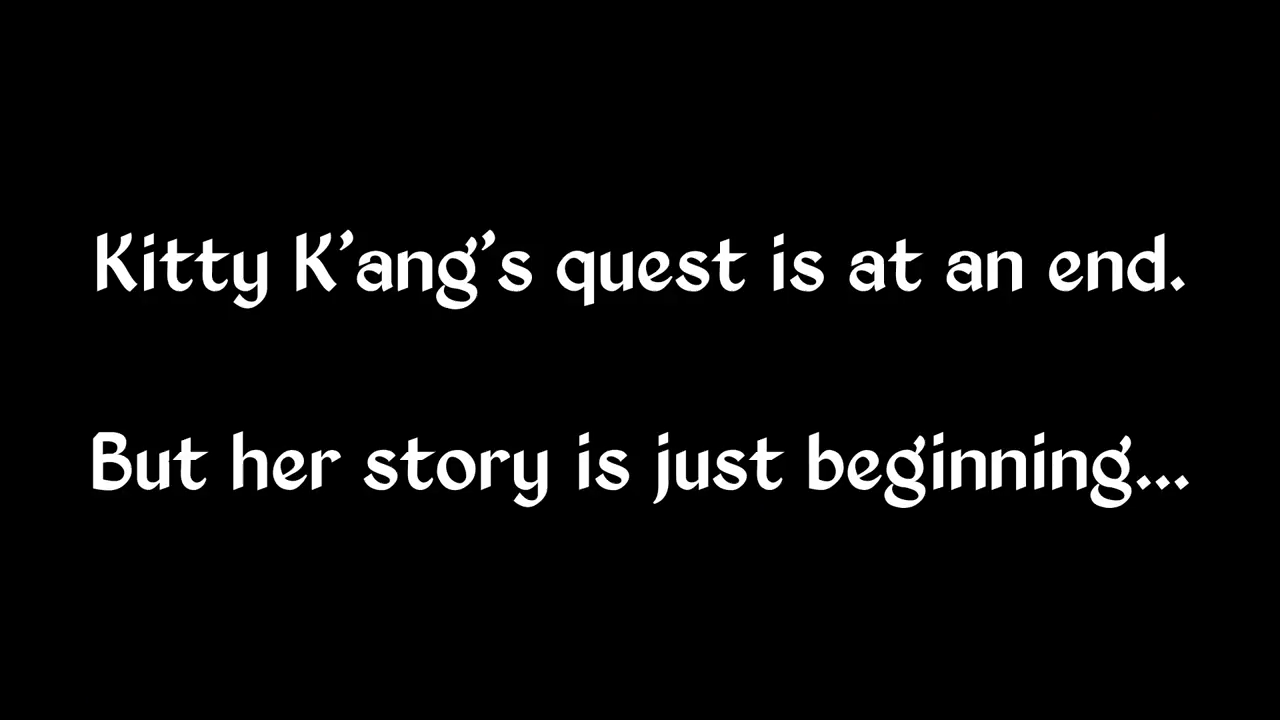 Kitty K’ang’s quest is at an end.
But her story is just beginning...